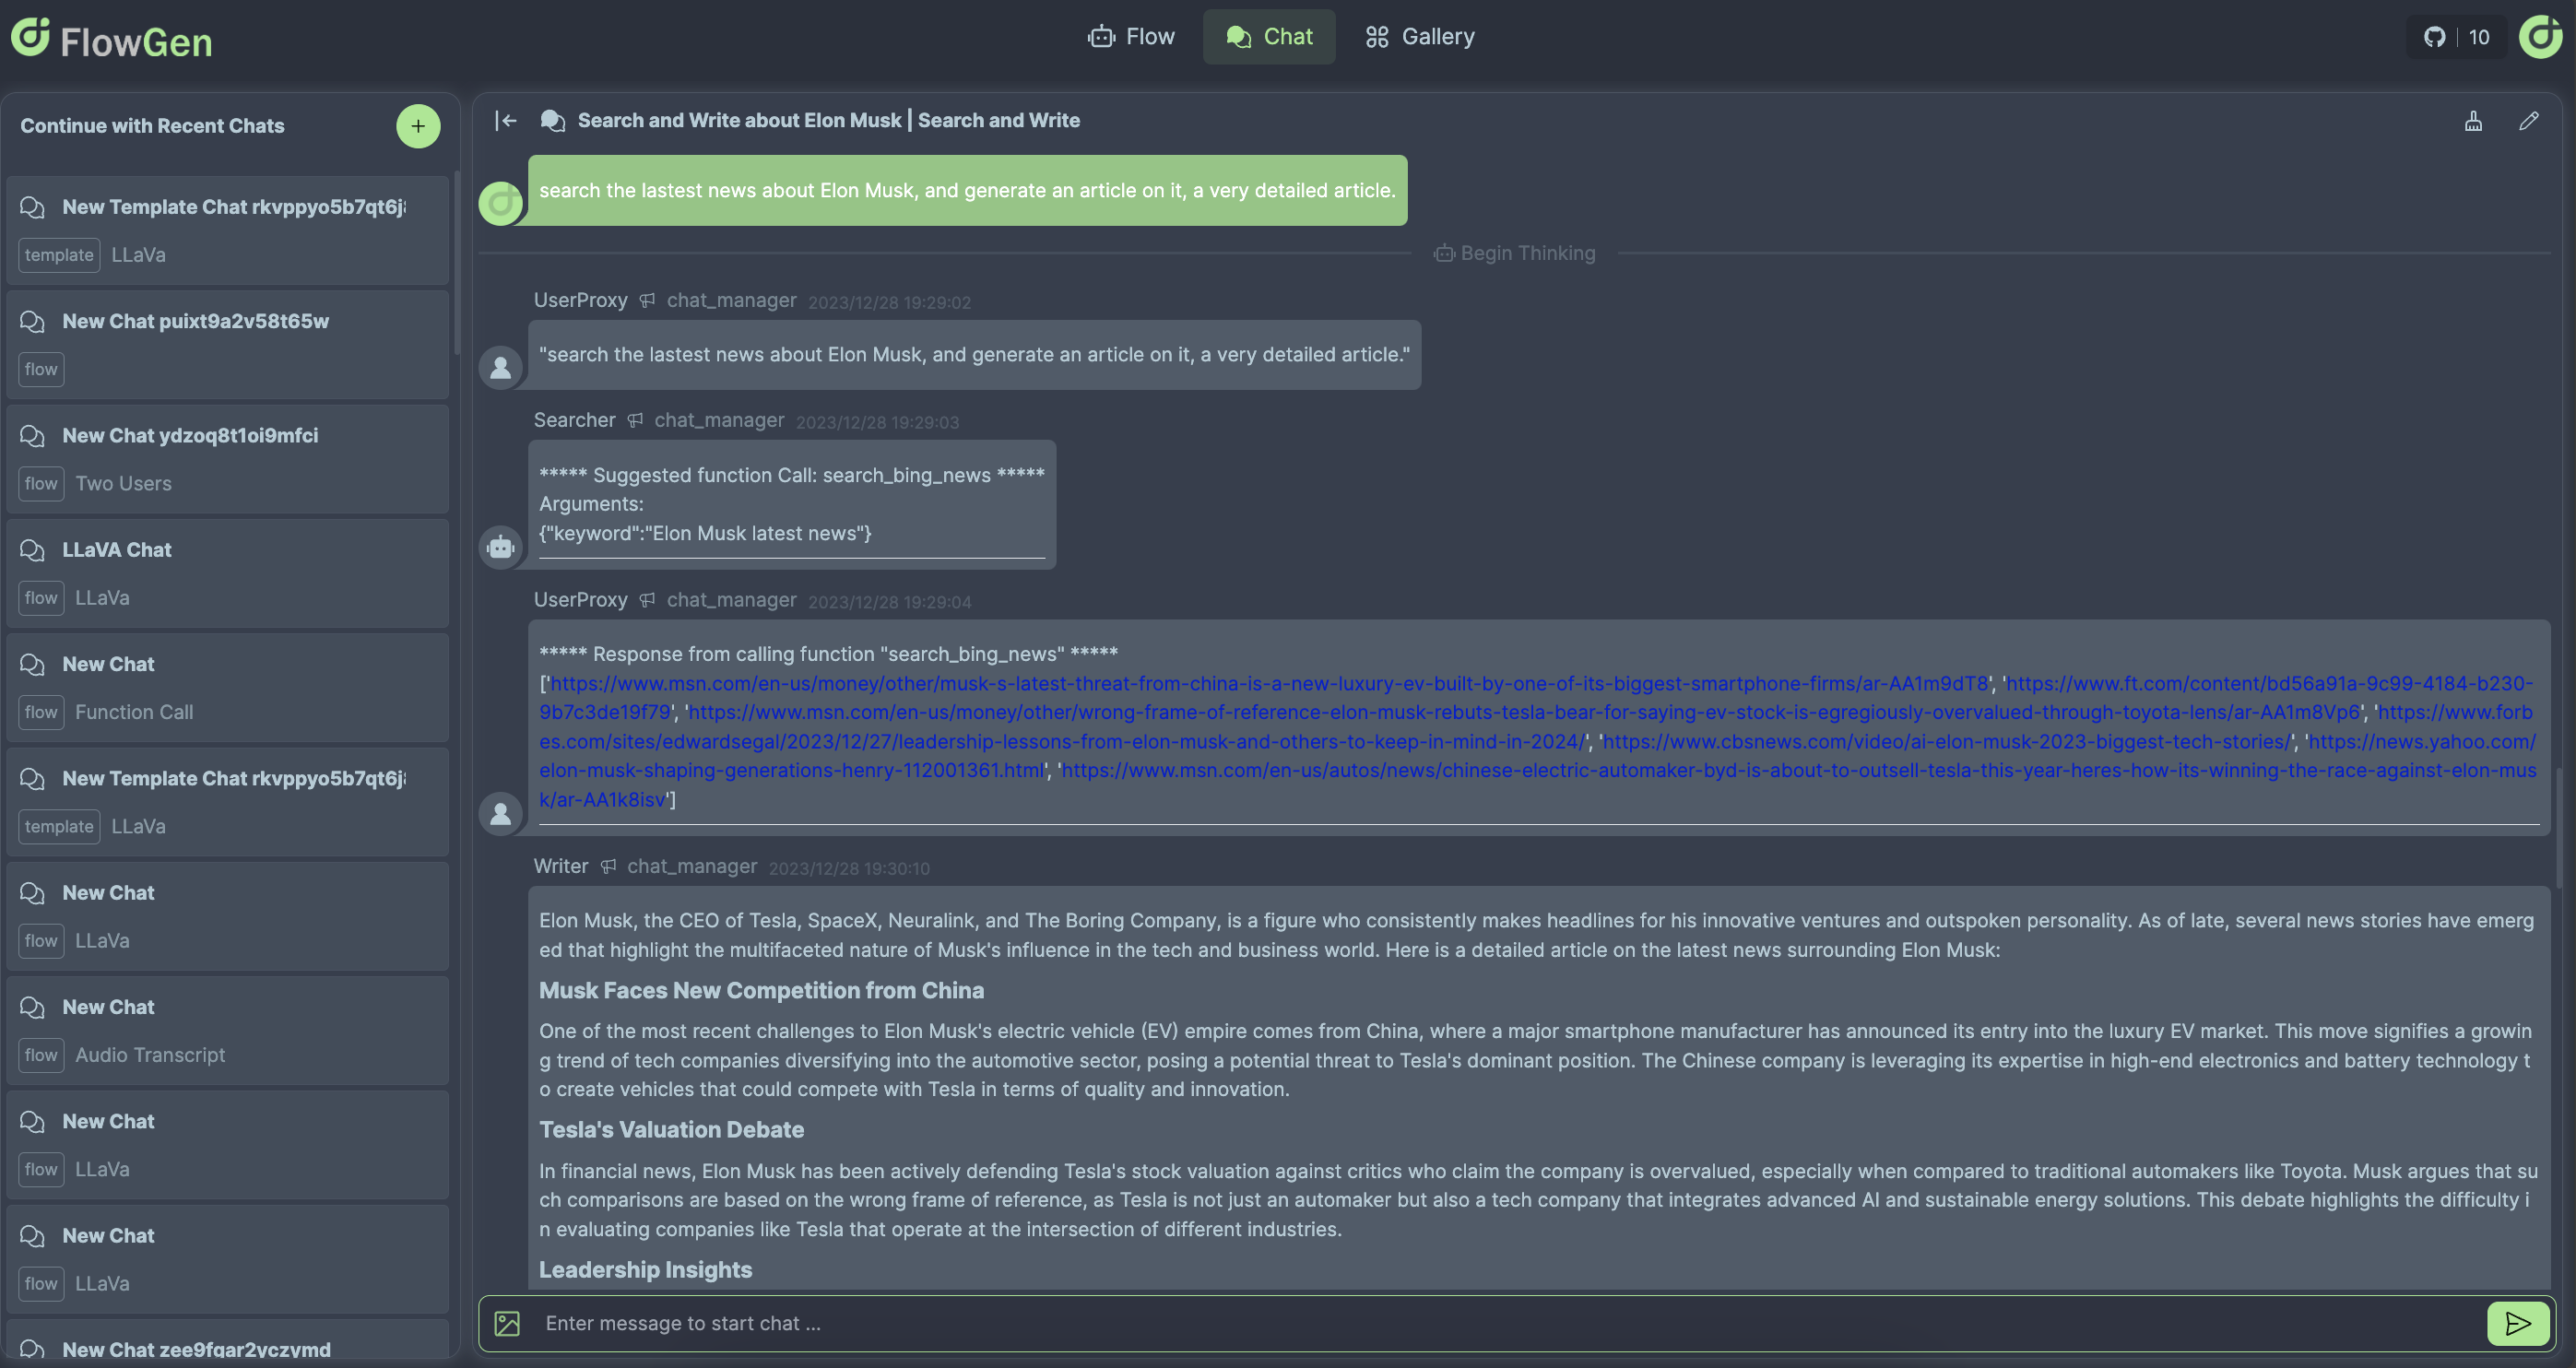 FlowGen
Flow
Chat
Gallery
10
Continue with Recent Chats
+
New Template Chat rkvppyo5b7qt6j
template LLaVa
New Chat puixt9a2v58t65w
flow
New Chat ydzoq8t1oi9mfci
flow Two Users
LLaVA Chat
flow LLaVa
New Chat
flow Function Call
New Template Chat rkvppyo5b7qt6j
template LLaVa
New Chat
flow LLaVa
New Chat
flow Audio Transcript
New Chat
flow LLaVa
New Chat
flow LLaVa
New Chat zee9fgar2yczymd
Search and Write about Elon Musk | Search and Write
search the lastest news about Elon Musk, and generate an article on it, a very detailed article.
Begin Thinking
UserProxy chat_manager 2023/12/28 19:29:02
"search the lastest news about Elon Musk, and generate an article on it, a very detailed article."
Searcher chat_manager 2023/12/28 19:29:03
***** Suggested function Call: search_bing_news *****
Arguments:
{"keyword":"Elon Musk latest news"}
UserProxy chat_manager 2023/12/28 19:29:04
***** Response from calling function "search_bing_news" *****
['https://www.msn.com/en-us/money/other/musk-s-latest-threat-from-china-is-a-new-luxury-ev-built-by-one-of-its-biggest-smartphone-firms/ar-AA1m9dT8', 'https://www.ft.com/content/bd56a91a-9c99-4184-b230-
9b7c3de19f79', 'https://www.msn.com/en-us/money/other/wrong-frame-of-reference-elon-musk-rebuts-tesla-bear-for-saying-ev-stock-is-egregiously-overvalued-through-toyota-lens/ar-AA1m8Vp6', 'https://www.forb
es.com/sites/edwardsegal/2023/12/27/leadership-lessons-from-elon-musk-and-others-to-keep-in-mind-in-2024/', 'https://www.cbsnews.com/video/ai-elon-musk-2023-biggest-tech-stories/', 'https://news.yahoo.com/
elon-musk-shaping-generations-henry-112001361.html', 'https://www.msn.com/en-us/autos/news/chinese-electric-automaker-byd-is-about-to-outsell-tesla-this-year-heres-how-its-winning-the-race-against-elon-mus
k/ar-AA1k8isv']
Writer chat_manager 2023/12/28 19:30:10
Elon Musk, the CEO of Tesla, SpaceX, Neuralink, and The Boring Company, is a figure who consistently makes headlines for his innovative ventures and outspoken personality. As of late, several news stories have emerg
ed that highlight the multifaceted nature of Musk's influence in the tech and business world. Here is a detailed article on the latest news surrounding Elon Musk:
Musk Faces New Competition from China
One of the most recent challenges to Elon Musk's electric vehicle (EV) empire comes from China, where a major smartphone manufacturer has announced its entry into the luxury EV market. This move signifies a growin
g trend of tech companies diversifying into the automotive sector, posing a potential threat to Tesla's dominant position. The Chinese company is leveraging its expertise in high-end electronics and battery technology t
o create vehicles that could compete with Tesla in terms of quality and innovation.
Tesla's Valuation Debate
In financial news, Elon Musk has been actively defending Tesla's stock valuation against critics who claim the company is overvalued, especially when compared to traditional automakers like Toyota. Musk argues that su
ch comparisons are based on the wrong frame of reference, as Tesla is not just an automaker but also a tech company that integrates advanced AI and sustainable energy solutions. This debate highlights the difficulty i
n evaluating companies like Tesla that operate at the intersection of different industries.
Leadership Insights
Enter message to start chat ...